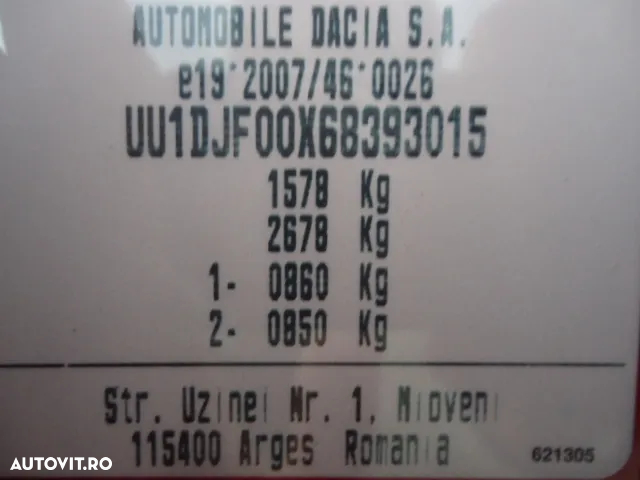 AUTOMOBILE DACIA S.A.
e19*2007/46*0026
UU1DJF00X68393015
1578 Kg
2678 Kg
1- 0860 Kg
2- 0850 Kg
Str. Uzinei Nr. 1, Mioveni
115400 Arges Romania
621305
AUTOVIT.RO